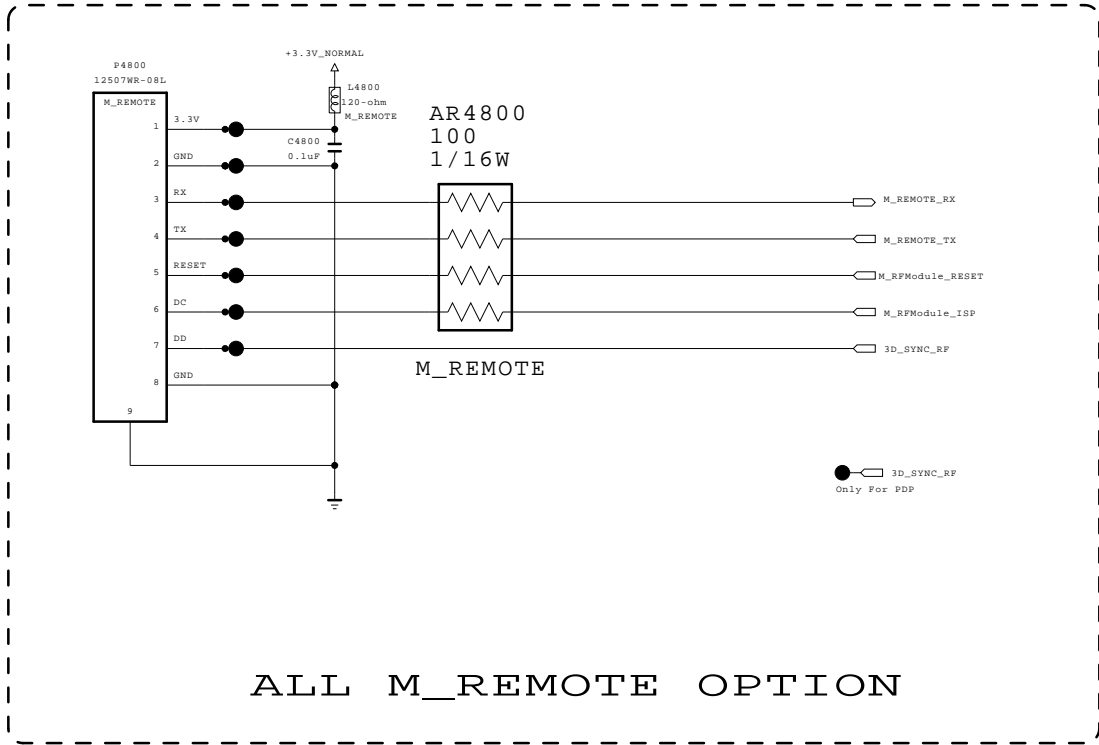 +3.3V_NORMAL
P4800
12507WR-08L
M_REMOTE
L4800
120-ohm
M_REMOTE
C4800
0.1uF
AR4800
100
1/16W
1
3.3V
2
GND
3
RX
M_REMOTE_RX
4
TX
M_REMOTE_TX
5
RESET
M_RFModule_RESET
6
DC
M_RFModule_ISP
7
DD
3D_SYNC_RF
M_REMOTE
8
GND
9
3D_SYNC_RF
Only For PDP
ALL M_REMOTE OPTION